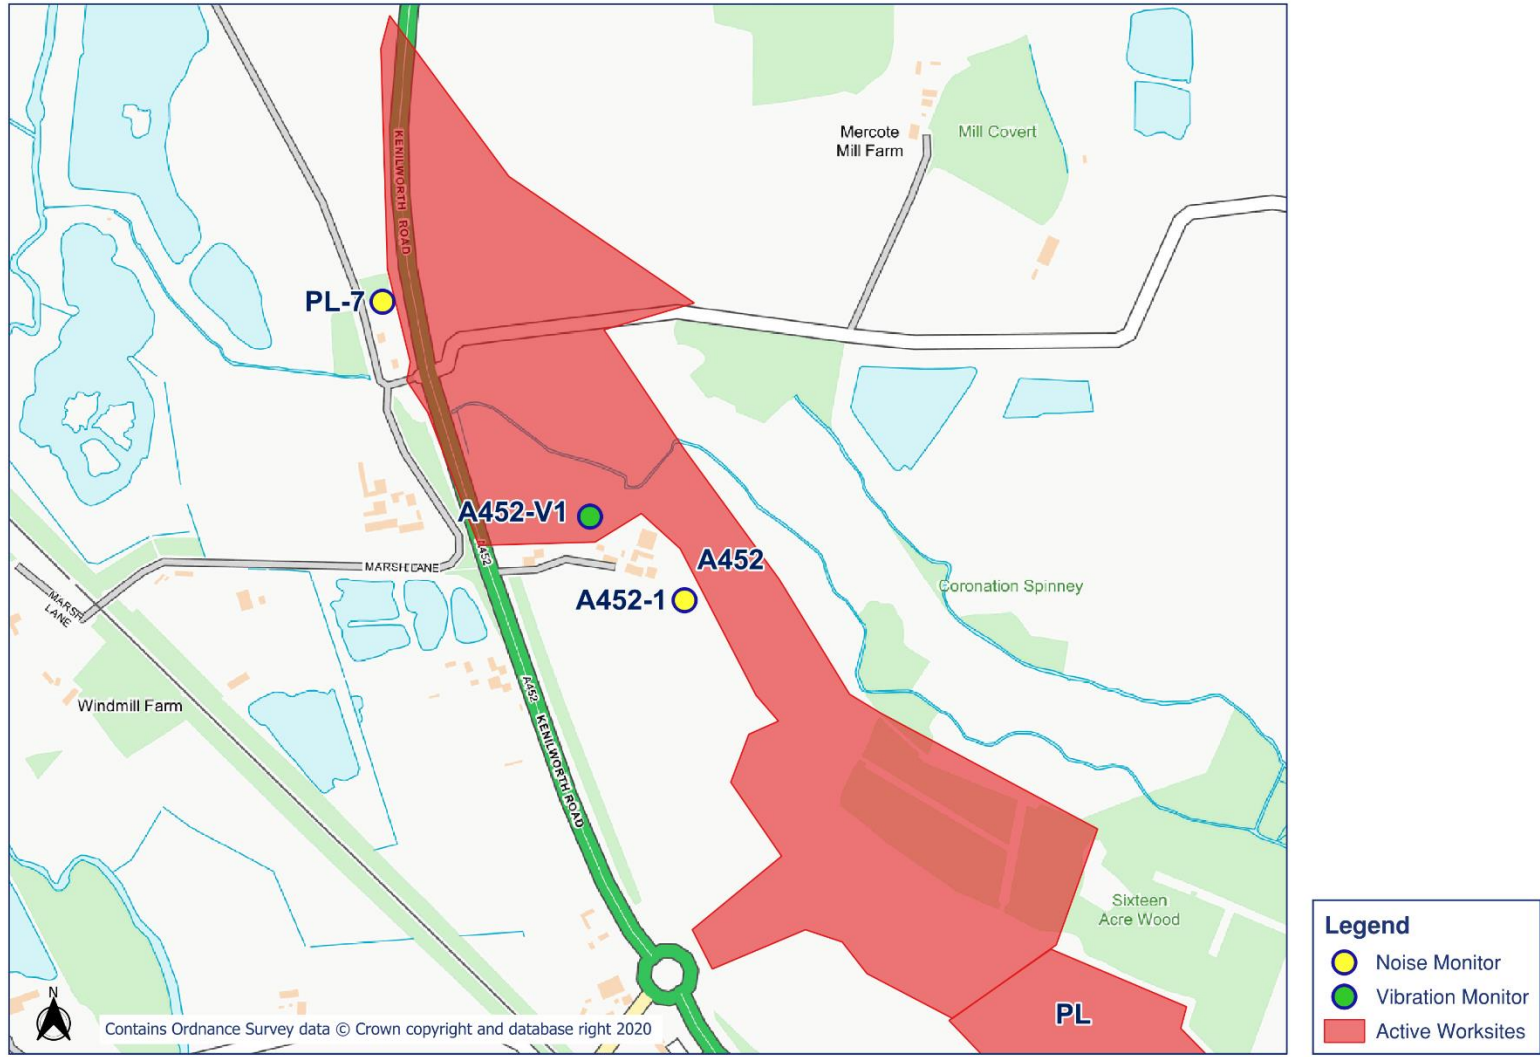 KENILWORTH ROAD
Mercote
Mill Farm
Mill Covert
PL-7
A452-V1
A452
A452
MARSH LANE
A452-1
Coronation Spinney
MARSH
LANE
Windmill Farm
A452 KENILWORTH ROAD
Sixteen
Acre Wood
PL
N
Contains Ordnance Survey data © Crown copyright and database right 2020
Legend
Noise Monitor
Vibration Monitor
Active Worksites